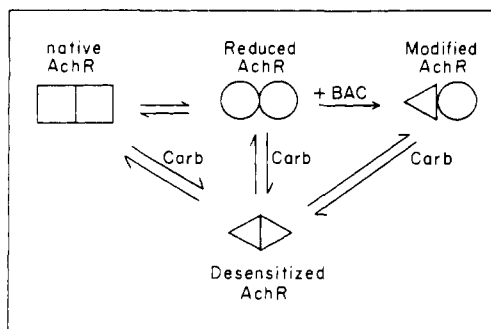 native
AchR
Reduced
AchR
Modified
AchR
+ BAC
Carb
Carb
Carb
Desensitized
AchR